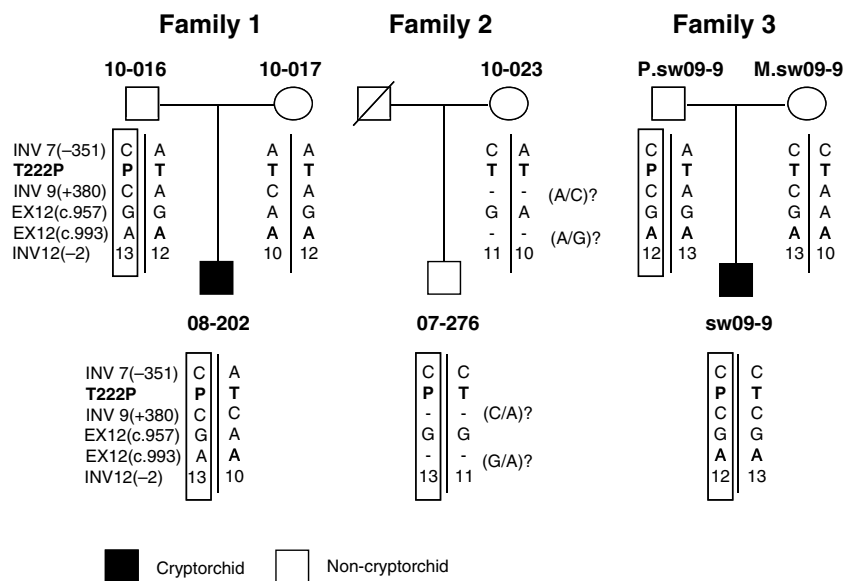 Family 1 Family 2 Family 3
10-016 10-017 10-023 P.sw09-9 M.sw09-9
INV 7(–351) C A A A C A C A C C
T222P P T T T T T P T T T
INV 9(+380) C A C A - - (A/C)? C A C A
EX12(c.957) G G A G G A G G G A
EX12(c.993) A A A A - - (A/G)? A A A A
INV12(–2) 13 12 10 12 11 10 12 13 13 10
08-202 07-276 sw09-9
INV 7(–351) C A C C C C
T222P P T P T P T
INV 9(+380) C C - - (C/A)? C C
EX12(c.957) G A G G G G
EX12(c.993) A A - - (G/A)? A A
INV12(–2) 13 10 13 11 12 13
Cryptorchid Non-cryptorchid